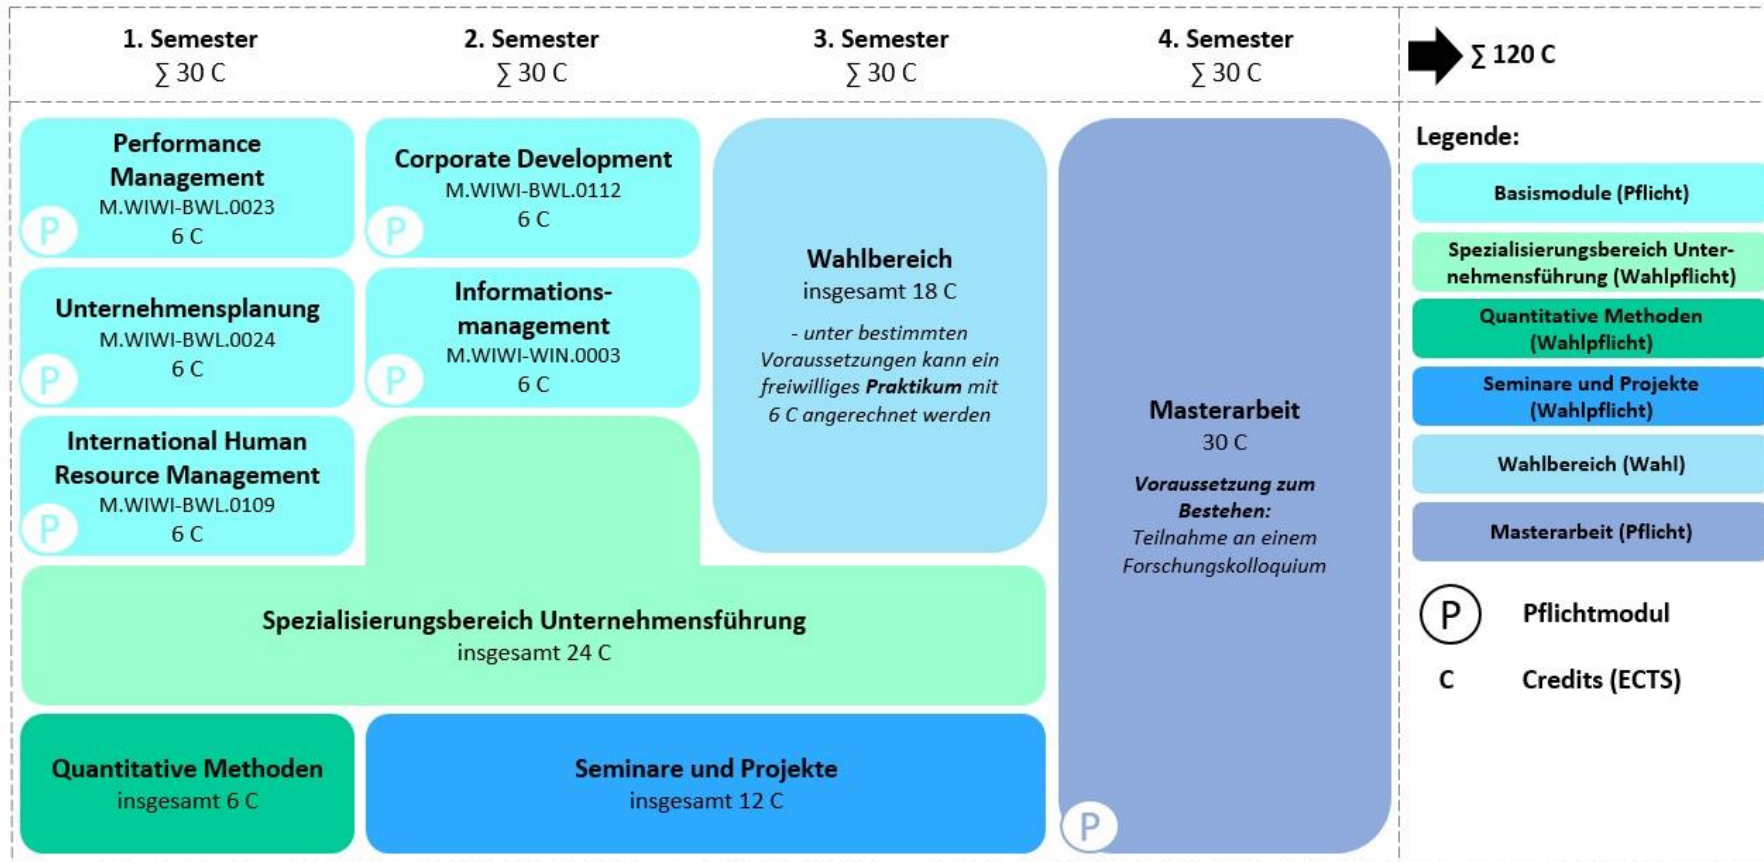 1. Semester
∑ 30 C
2. Semester
∑ 30 C
3. Semester
∑ 30 C
4. Semester
∑ 30 C
∑ 120 C
Performance
Management
M.WIWI-BWL.0023
6 C
P
Unternehmensplanung
M.WIWI-BWL.0024
6 C
P
International Human
Resource Management
M.WIWI-BWL.0109
6 C
P
Corporate Development
M.WIWI-BWL.0112
6 C
P
Informations-
management
M.WIWI-WIN.0003
6 C
P
Wahlbereich
insgesamt 18 C
- unter bestimmten
Voraussetzungen kann ein
freiwilliges Praktikum mit
6 C angerechnet werden
Masterarbeit
30 C
Voraussetzung zum
Bestehen:
Teilnahme an einem
Forschungskolloquium
P
Spezialisierungsbereich Unternehmensführung
insgesamt 24 C
Quantitative Methoden
insgesamt 6 C
Seminare und Projekte
insgesamt 12 C
Legende:
Basismodule (Pflicht)
Spezialisierungsbereich Unter-
nehmensführung (Wahlpflicht)
Quantitative Methoden
(Wahlpflicht)
Seminare und Projekte
(Wahlpflicht)
Wahlbereich (Wahl)
Masterarbeit (Pflicht)
P Pflichtmodul
C Credits (ECTS)